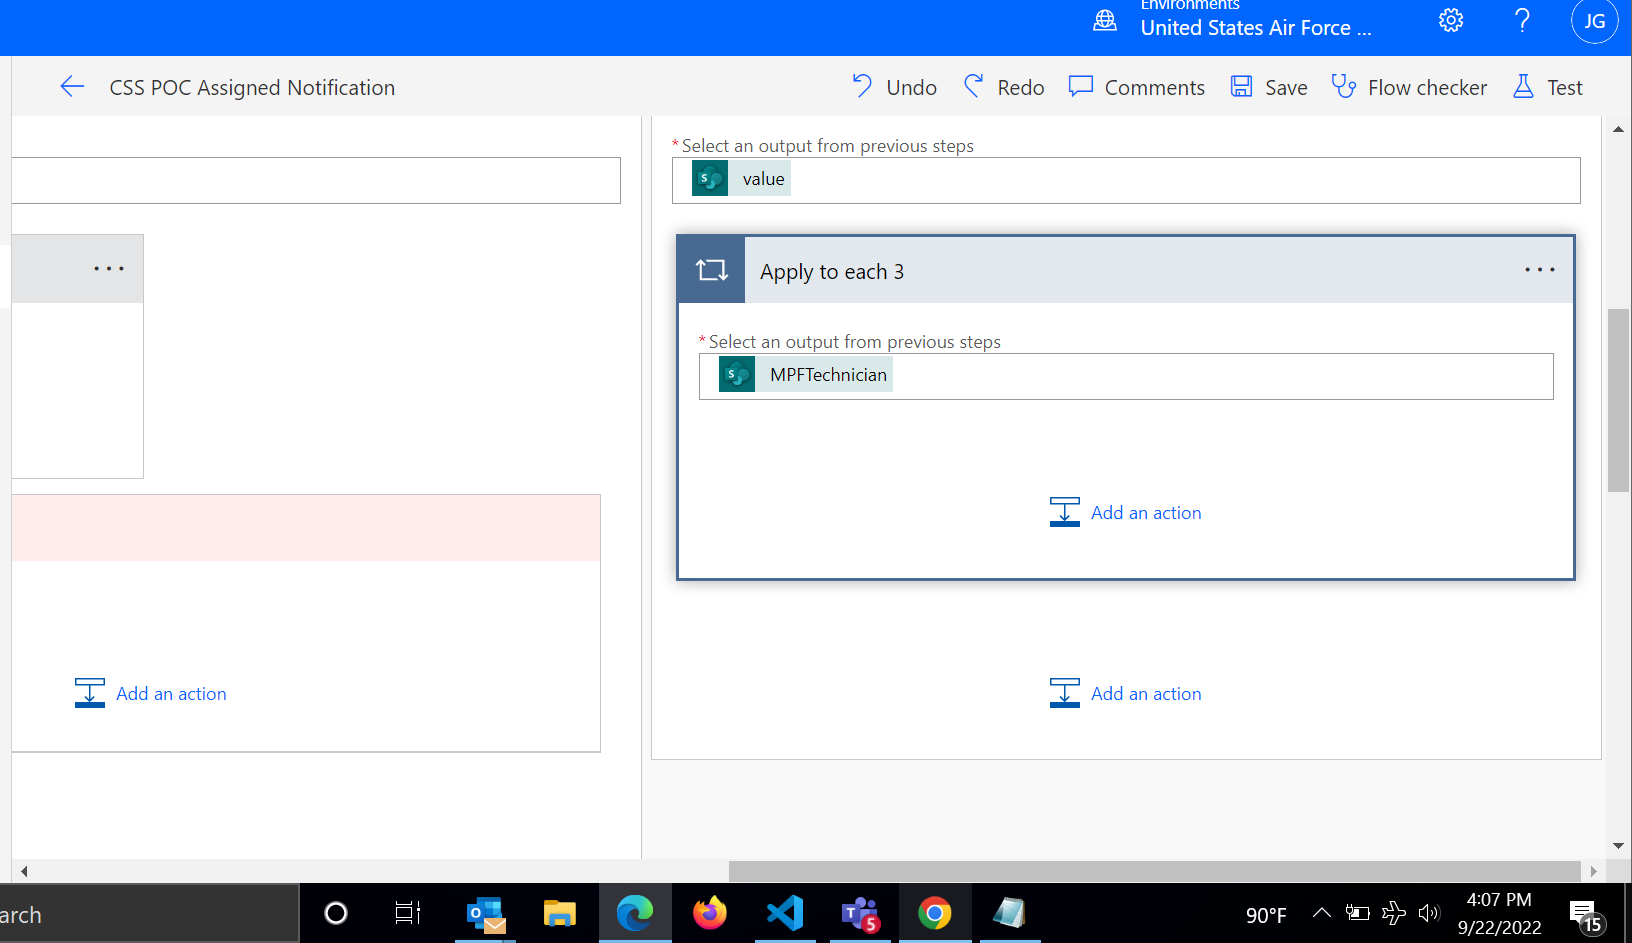 Environments
United States Air Force ...
JG
CSS POC Assigned Notification
Undo
Redo
Comments
Save
Flow checker
Test
* Select an output from previous steps
S
value
...
Apply to each 3
...
* Select an output from previous steps
S
MPFTechnician
Add an action
Add an action
Add an action
arch
90°F
5
4:07 PM
9/22/2022
15